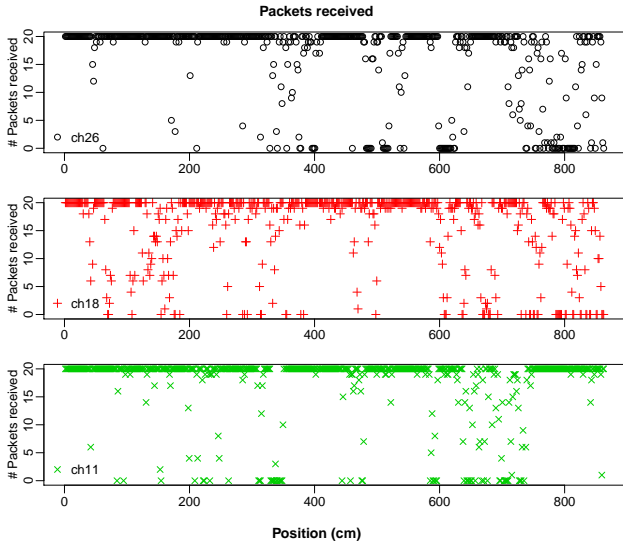 Packets received
# Packets received
20
15
10
5
0
ch26
0 200 400 600 800
# Packets received
20
15
10
5
0
ch18
0 200 400 600 800
# Packets received
20
15
10
5
0
ch11
0 200 400 600 800
Position (cm)